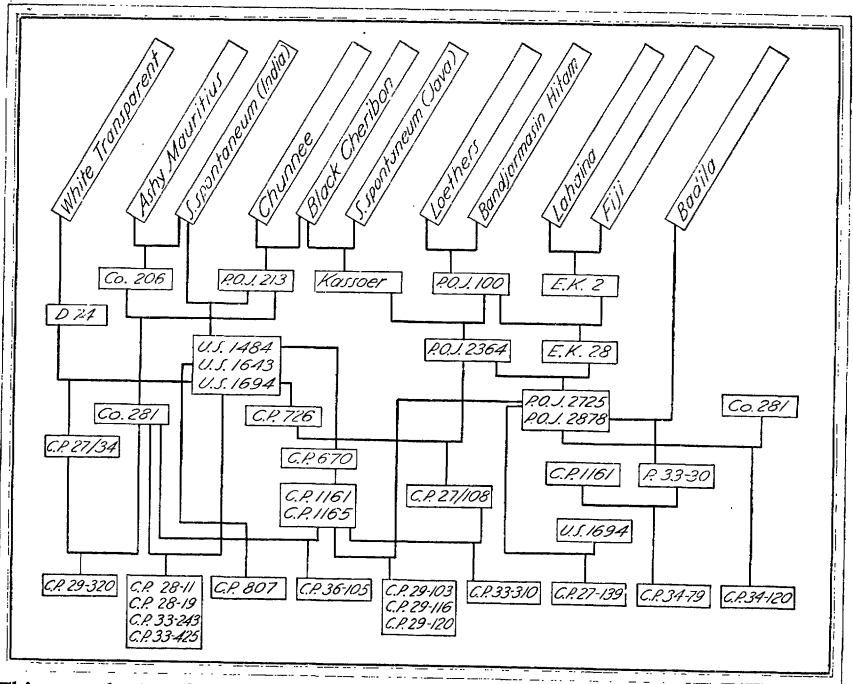 White Transparent
Ashy Mauritius
S.spontaneum (India)
Chunnee
Black Cheribon
S.spontaneum (Java)
Loethers
Bandjarmasin Hitam
Lahaina
Fiji
Badila
Co. 206
P.O.J. 213
Kassoer
P.O.J. 100
E.K. 2
D 74
U.S. 1484
U.S. 1643
U.S. 1694
P.O.J. 2364
E.K. 28
Co. 281
C.P. 726
P.O.J. 2725
P.O.J. 2878
Co. 281
C.P. 27/34
C.P. 670
C.P. 1161
C.P. 1165
C.P. 27/108
C.P. 1161
P. 33-30
U.S. 1694
C.P. 29-320
C.P. 28-11
C.P. 28-19
C.P. 33-243
C.P. 33-425
C.P. 807
C.P. 36-105
C.P. 29-103
C.P. 29-116
C.P. 29-120
C.P. 33-310
C.P. 27-139
C.P. 34-79
C.P. 34-120